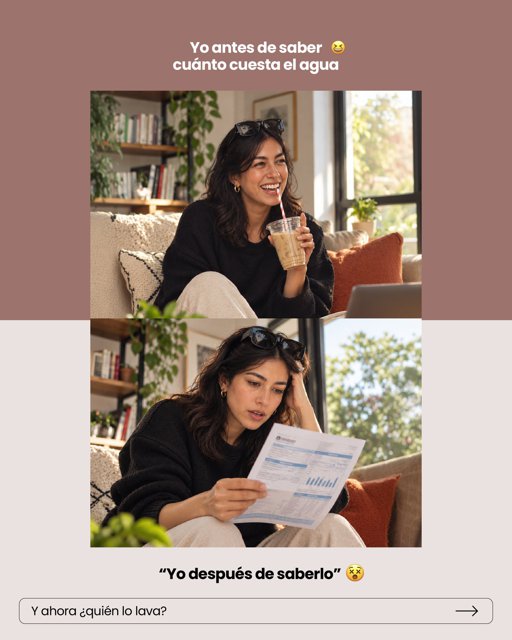 Yo antes de saber 😆
cuánto cuesta el agua
“Yo después de saberlo” 😵
Y ahora ¿quién lo lava?